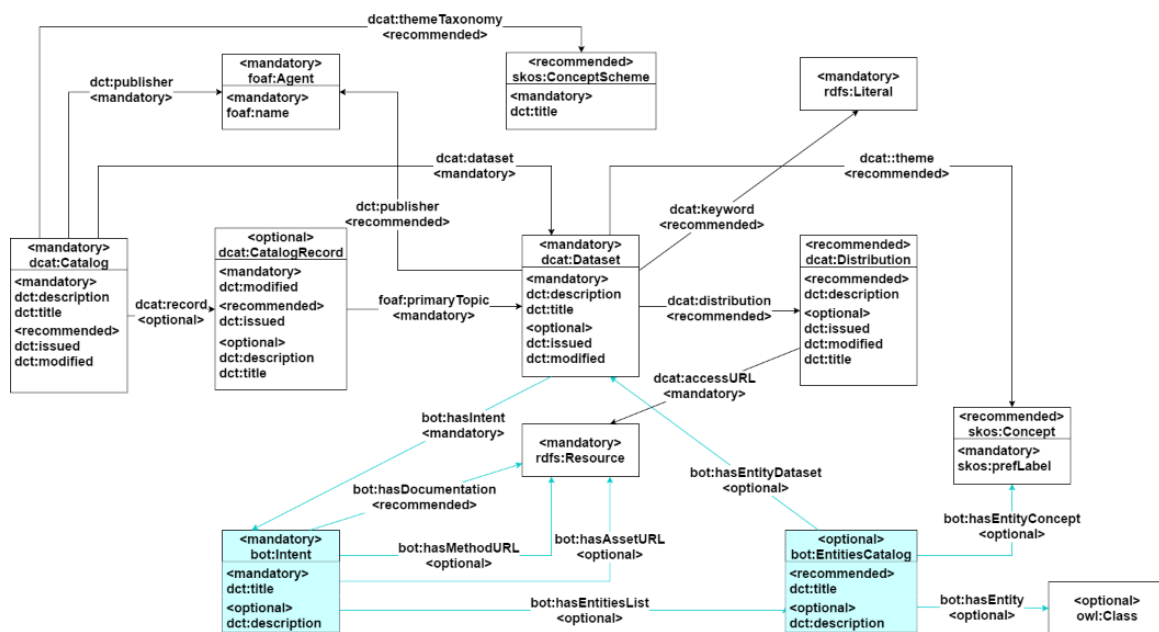 dcat:themeTaxonomy
<recommended>
<mandatory>
foaf:Agent
<mandatory>
foaf:name
<recommended>
skos:ConceptScheme
<mandatory>
dct:title
<mandatory>
rdfs:Literal
dct:publisher
<mandatory>
dcat:dataset
<mandatory>
dcat::theme
<recommended>
dct:publisher
<recommended>
dcat:keyword
<recommended>
<mandatory>
dcat:Catalog
<mandatory>
dct:description
dct:title
<recommended>
dct:issued
dct:modified
dcat:record
<optional>
<optional>
dcat:CatalogRecord
<mandatory>
dct:modified
<recommended>
dct:issued
<optional>
dct:description
dct:title
foaf:primaryTopic
<mandatory>
<mandatory>
dcat:Dataset
<mandatory>
dct:description
dct:title
<optional>
dct:issued
dct:modified
dcat:distribution
<recommended>
<recommended>
dcat:Distribution
<recommended>
dct:description
<optional>
dct:issued
dct:modified
dct:title
dcat:accessURL
<mandatory>
bot:hasIntent
<mandatory>
<mandatory>
rdfs:Resource
<recommended>
skos:Concept
<mandatory>
skos:prefLabel
bot:hasEntityDataset
<optional>
bot:hasDocumentation
<recommended>
bot:hasEntityConcept
<optional>
<mandatory>
bot:Intent
<mandatory>
dct:title
<optional>
dct:description
bot:hasMethodURL
<optional>
bot:hasAssetURL
<optional>
bot:hasEntitiesList
<optional>
<optional>
bot:EntitiesCatalog
<recommended>
dct:title
<optional>
dct:description
bot:hasEntity
<optional>
<optional>
owl:Class